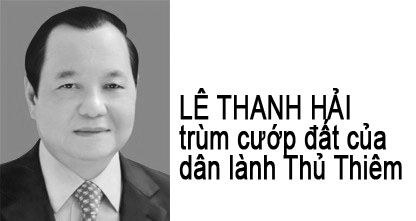 LÊ THANH HẢI
trùm cướp đất của
dân lành Thủ Thiêm